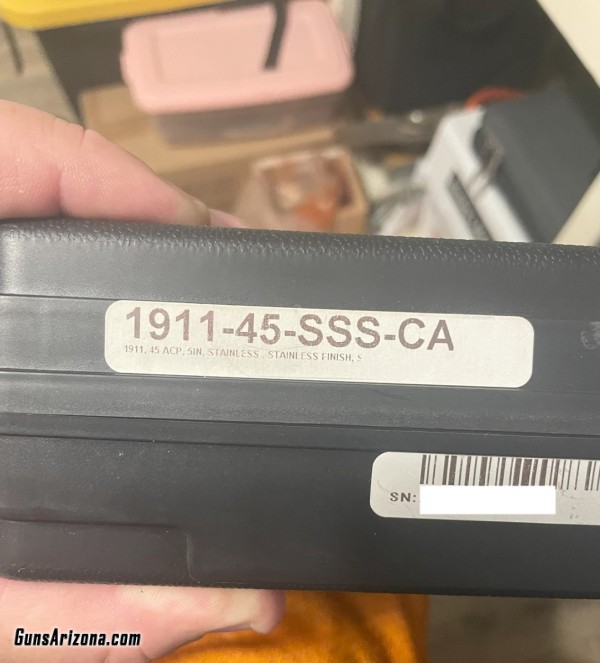 1911-45-SSS-CA
1911, 45 ACP, 5IN, STAINLESS - STAINLESS FINISH, S
SN:
GunsArizona.com